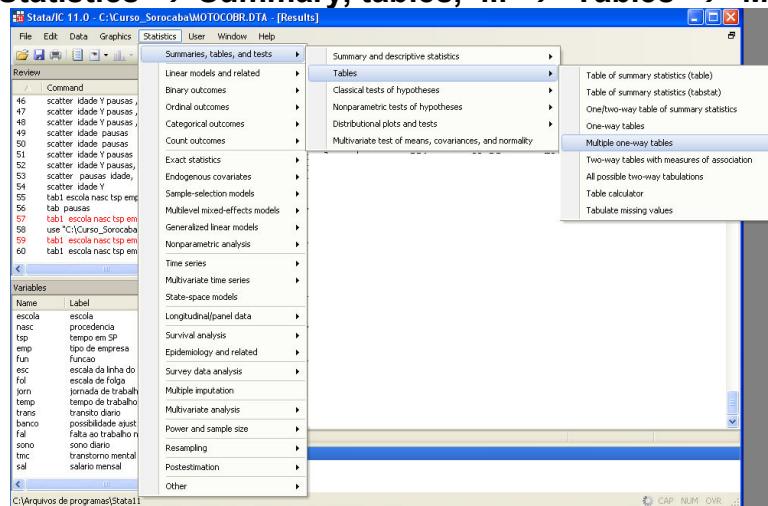 Statistics → Summary, tables, ... → Tables → ...
Stata/IC 11.0 - C:\Curso_Sorocaba\MOTOCOBR.DTA - [Results]
File Edit Data Graphics Statistics User Window Help
Review
Command
46 scatter idade Y pausas ,
47 scatter idade Y pausas ,
48 scatter idade Y pausas ,
49 scatter idade pausas
50 scatter idade pausas
51 scatter idade Y pausas
52 scatter idade Y pausas,
53 scatter pausas idade,
54 scatter idade Y
55 tab1 escola nasc tsp emp
56 tab pausas
57 tab1 escola nasc tsp em
58 use "C:\Curso_Sorocaba
59 tab1 escola nasc tsp em
60 tab1 escola nasc tsp em
Variables
Name Label
escola escola
nasc procedencia
tsp tempo em SP
emp tipo de empresa
fun funcao
esc escala da linha do
fol escala de folga
jorn jornada de trabalh
temp tempo de trabalho
trans transito diario
banco possibilidade ajust
fal falta ao trabalho n
sono sono diario
tmc transtorno mental
sal salario mensal
Summaries, tables, and tests
Linear models and related
Binary outcomes
Ordinal outcomes
Categorical outcomes
Count outcomes
Exact statistics
Endogenous covariates
Sample-selection models
Multilevel mixed-effects models
Generalized linear models
Nonparametric analysis
Time series
Multivariate time series
State-space models
Longitudinal/panel data
Survival analysis
Epidemiology and related
Survey data analysis
Multiple imputation
Multivariate analysis
Power and sample size
Resampling
Postestimation
Other
Summary and descriptive statistics
Tables
Classical tests of hypotheses
Nonparametric tests of hypotheses
Distributional plots and tests
Multivariate test of means, covariances, and normality
Table of summary statistics (table)
Table of summary statistics (tabstat)
One/two-way table of summary statistics
One-way tables
Multiple one-way tables
Two-way tables with measures of association
All possible two-way tabulations
Table calculator
Tabulate missing values
C:\Arquivos de programas\Stata11
CAP NUM OVR